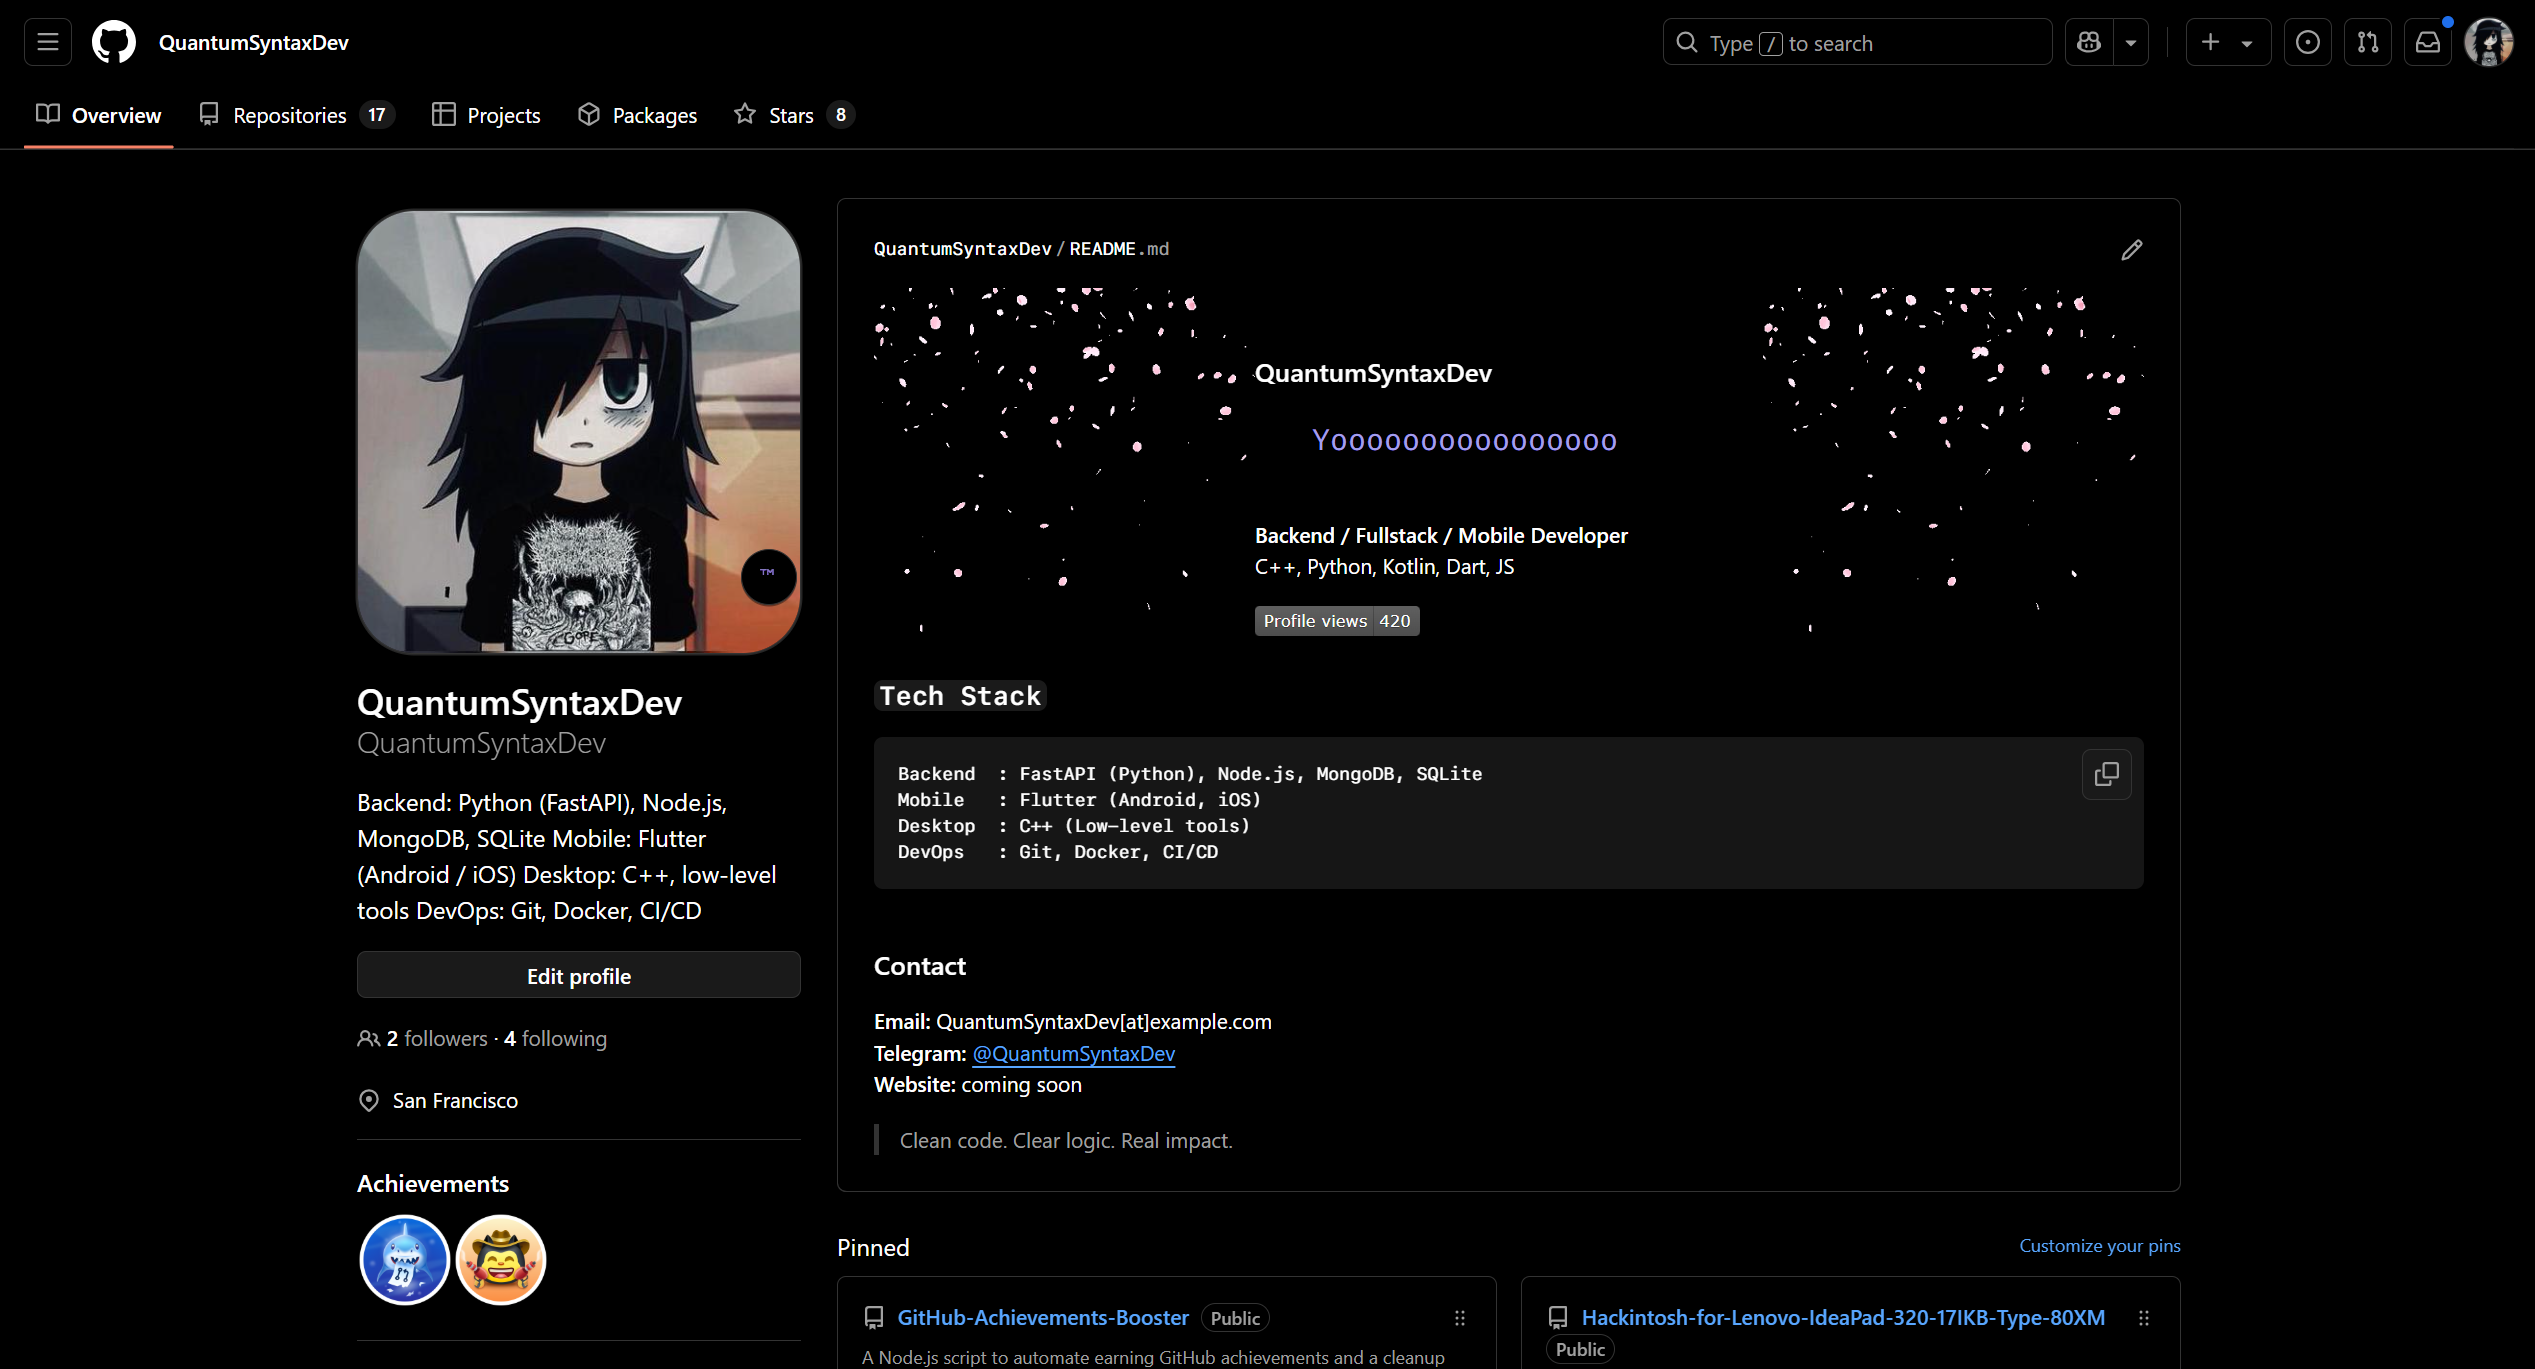 QuantumSyntaxDev
Type / to search
Overview
Repositories 17
Projects
Packages
Stars 8
™
GORE
QuantumSyntaxDev
QuantumSyntaxDev
Backend: Python (FastAPI), Node.js,
MongoDB, SQLite Mobile: Flutter
(Android / iOS) Desktop: C++, low-level
tools DevOps: Git, Docker, CI/CD
Edit profile
2 followers · 4 following
San Francisco
Achievements
QuantumSyntaxDev / README.md
QuantumSyntaxDev
Yoooooooooooooooo
Backend / Fullstack / Mobile Developer
C++, Python, Kotlin, Dart, JS
Profile views 420
Tech Stack
Backend : FastAPI (Python), Node.js, MongoDB, SQLite
Mobile : Flutter (Android, iOS)
Desktop : C++ (Low-level tools)
DevOps : Git, Docker, CI/CD
Contact
Email: QuantumSyntaxDev[at]example.com
Telegram: @QuantumSyntaxDev
Website: coming soon
Clean code. Clear logic. Real impact.
Pinned
Customize your pins
GitHub-Achievements-Booster Public
A Node.js script to automate earning GitHub achievements and a cleanup
Hackintosh-for-Lenovo-IdeaPad-320-17IKB-Type-80XM
Public